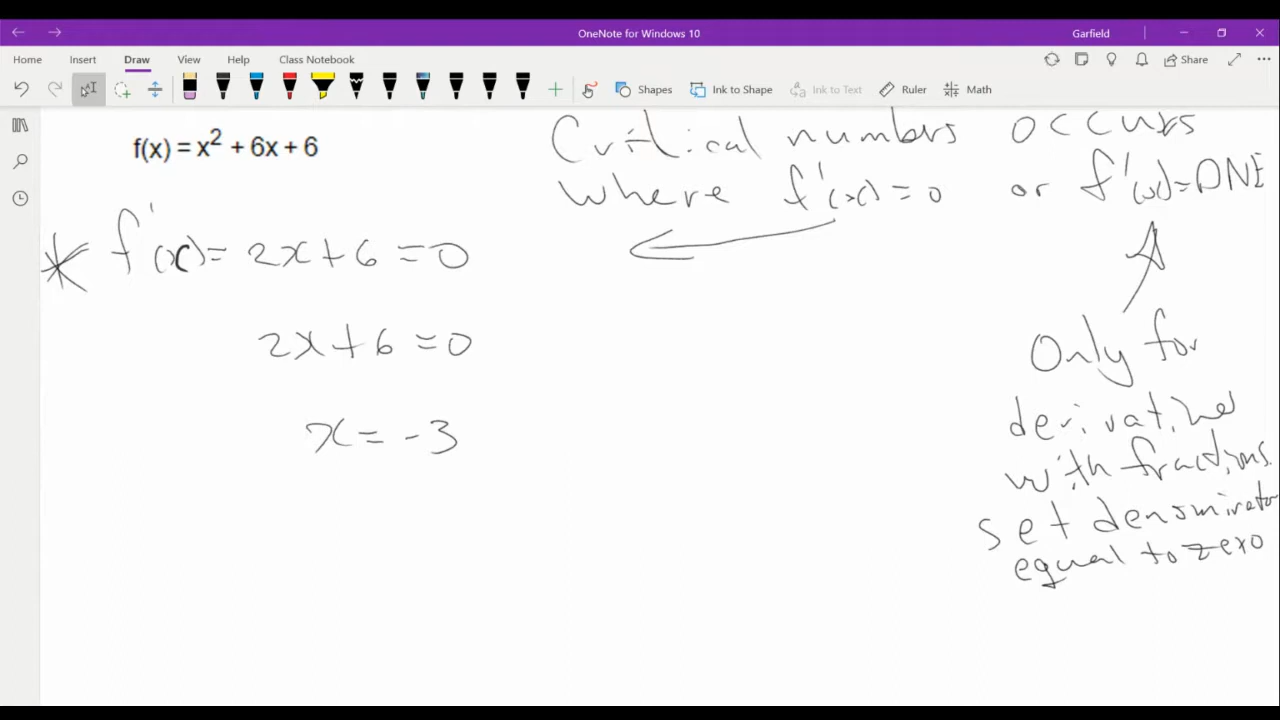 OneNote for Windows 10
Garfield
Home Insert Draw View Help Class Notebook
Share
Shapes Ink to Shape Ink to Text Ruler Math
f(x) = x² + 6x + 6
Critical numbers occurs
where f'(x) = 0 or f'(x) = DNE
* f'(x) = 2x + 6 = 0
2x + 6 = 0
x = -3
Only for
derivatives
with fractions
set denominator
equal to zero